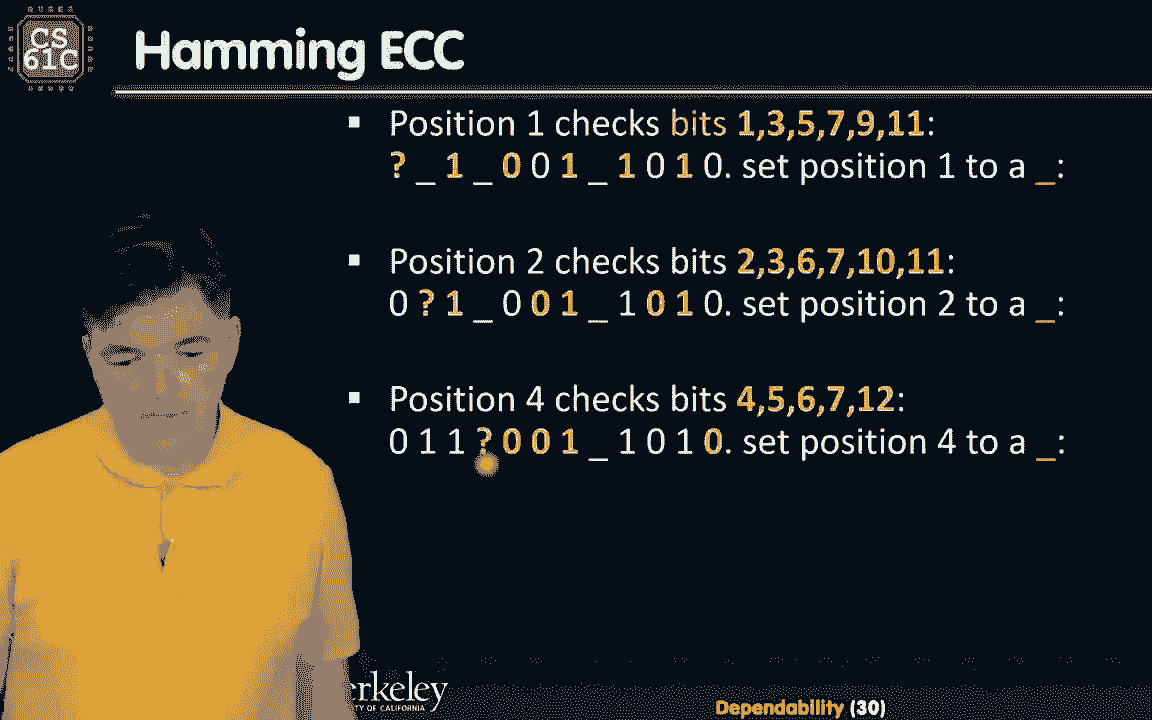 CS
61C
Hamming ECC
▪ Position 1 checks bits 1,3,5,7,9,11:
? _ 1 _ 0 0 1 _ 1 0 1 0. set position 1 to a _:
▪ Position 2 checks bits 2,3,6,7,10,11:
0 ? 1 _ 0 0 1 _ 1 0 1 0. set position 2 to a _:
▪ Position 4 checks bits 4,5,6,7,12:
0 1 1 ? 0 0 1 _ 1 0 1 0. set position 4 to a _:
erkeley
TY OF CALIFORNIA
Dependability (30)